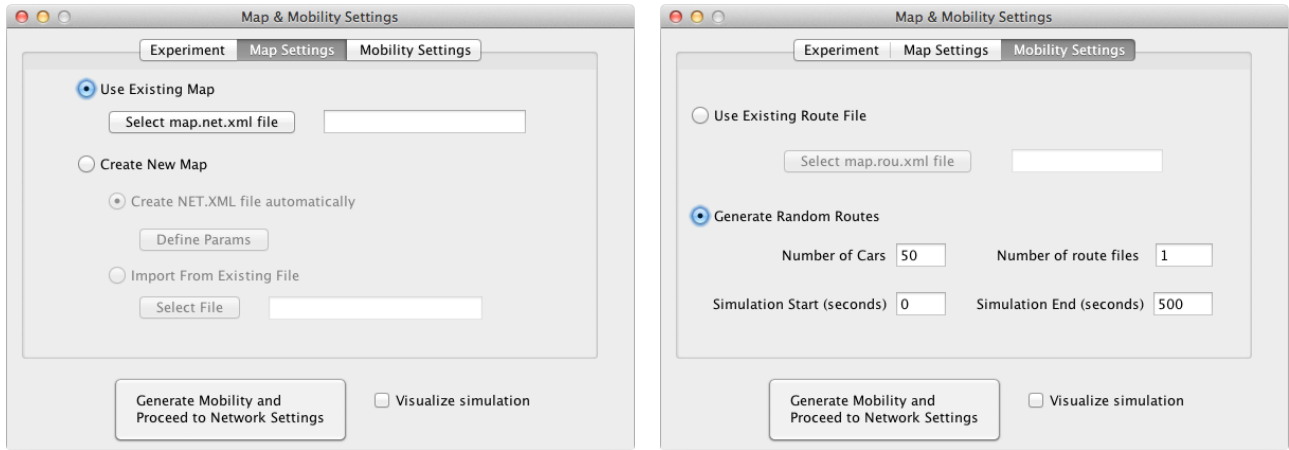 Map & Mobility Settings
Experiment Map Settings Mobility Settings
Use Existing Map
Select map.net.xml file
Create New Map
Create NET.XML file automatically
Define Params
Import From Existing File
Select File
Generate Mobility and
Proceed to Network Settings
Visualize simulation
Map & Mobility Settings
Experiment Map Settings Mobility Settings
Use Existing Route File
Select map.rou.xml file
Generate Random Routes
Number of Cars 50 Number of route files 1
Simulation Start (seconds) 0 Simulation End (seconds) 500
Generate Mobility and
Proceed to Network Settings
Visualize simulation